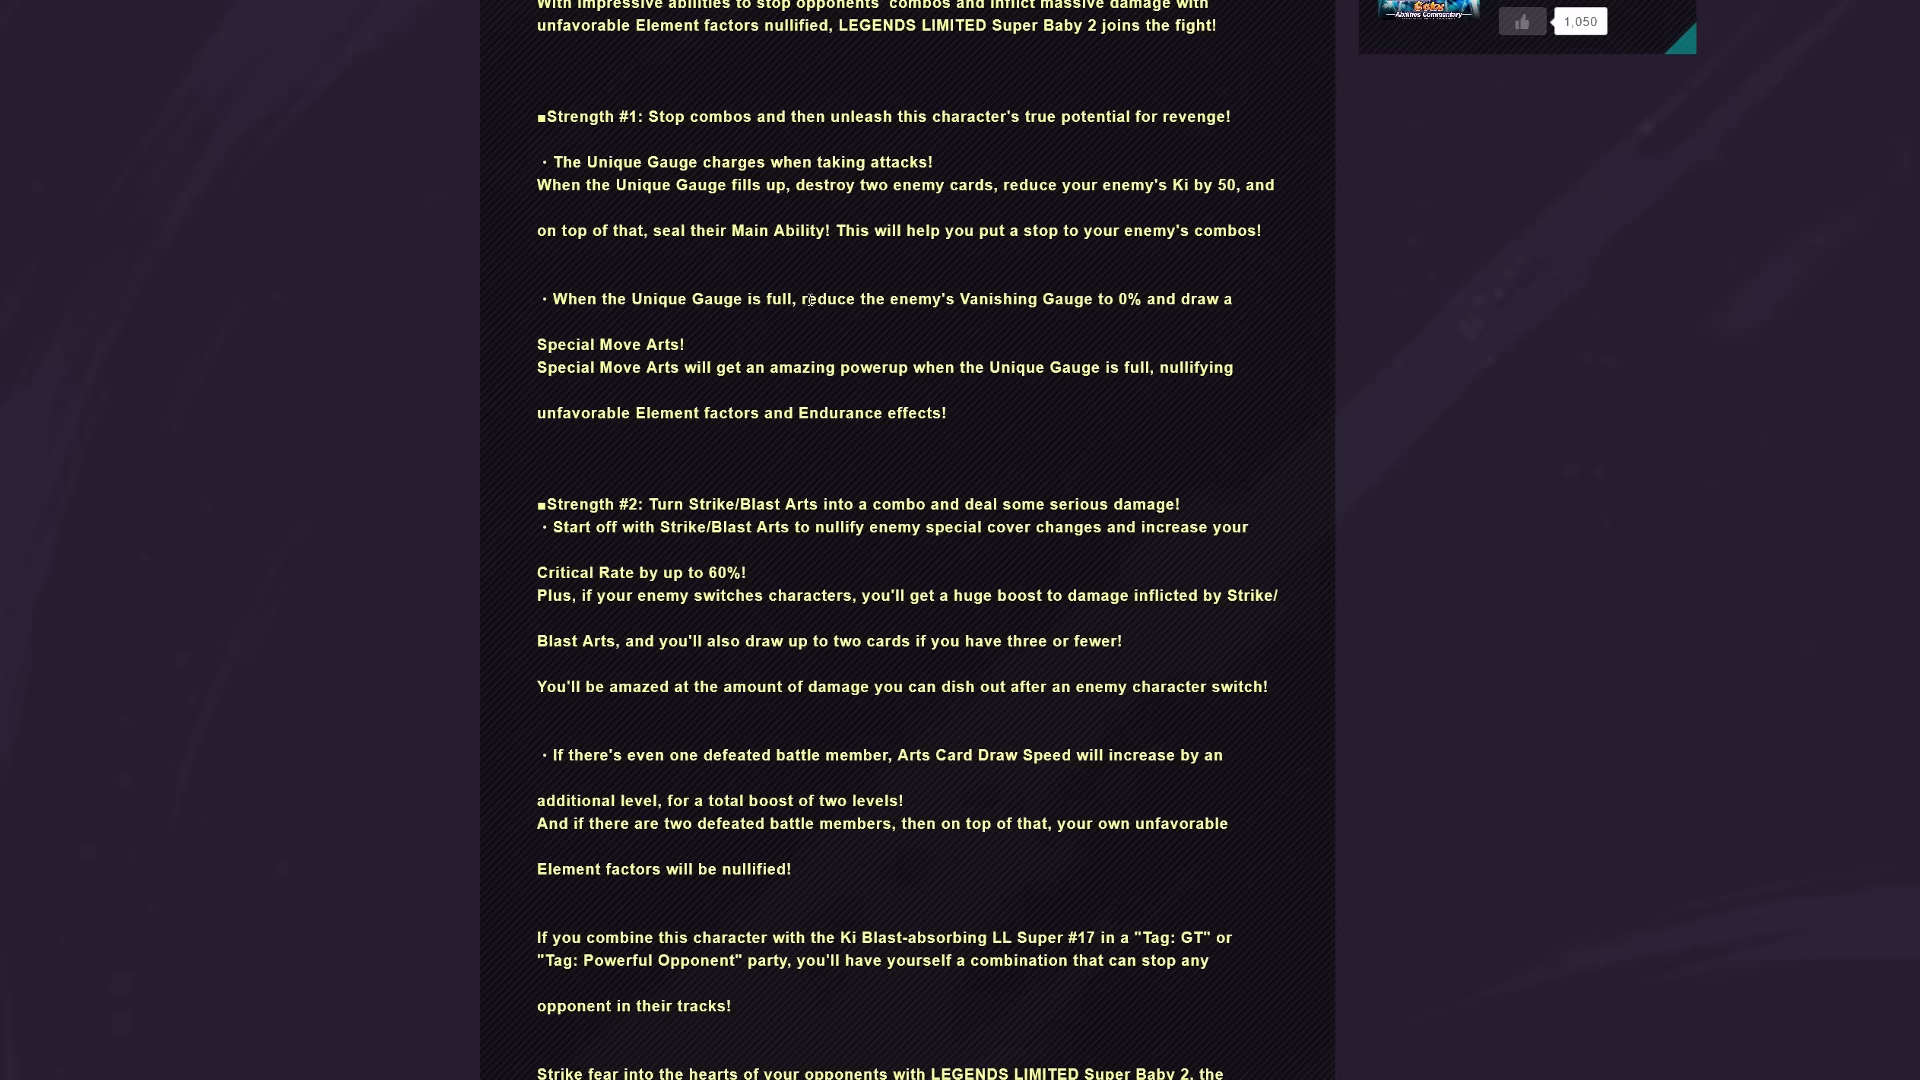 With impressive abilities to stop opponents' combos and inflict massive damage with
unfavorable Element factors nullified, LEGENDS LIMITED Super Baby 2 joins the fight!
■Strength #1: Stop combos and then unleash this character's true potential for revenge!
・The Unique Gauge charges when taking attacks!
When the Unique Gauge fills up, destroy two enemy cards, reduce your enemy's Ki by 50, and
on top of that, seal their Main Ability! This will help you put a stop to your enemy's combos!
・When the Unique Gauge is full, reduce the enemy's Vanishing Gauge to 0% and draw a
Special Move Arts!
Special Move Arts will get an amazing powerup when the Unique Gauge is full, nullifying
unfavorable Element factors and Endurance effects!
■Strength #2: Turn Strike/Blast Arts into a combo and deal some serious damage!
・Start off with Strike/Blast Arts to nullify enemy special cover changes and increase your
Critical Rate by up to 60%!
Plus, if your enemy switches characters, you'll get a huge boost to damage inflicted by Strike/
Blast Arts, and you'll also draw up to two cards if you have three or fewer!
You'll be amazed at the amount of damage you can dish out after an enemy character switch!
・If there's even one defeated battle member, Arts Card Draw Speed will increase by an
additional level, for a total boost of two levels!
And if there are two defeated battle members, then on top of that, your own unfavorable
Element factors will be nullified!
If you combine this character with the Ki Blast-absorbing LL Super #17 in a "Tag: GT" or
"Tag: Powerful Opponent" party, you'll have yourself a combination that can stop any
opponent in their tracks!
Strike fear into the hearts of your opponents with LEGENDS LIMITED Super Baby 2, the
Abilities Commentary
1,050